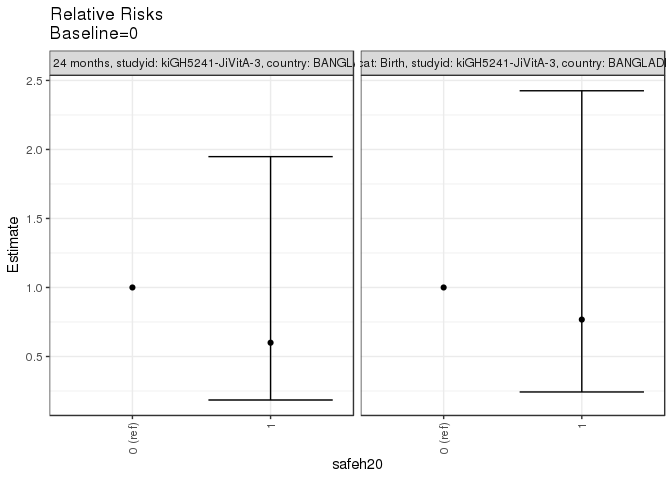 Relative Risks
Baseline=0
24 months, studyid: kiGH5241-JiVitA-3, country: BANGL
cat: Birth, studyid: kiGH5241-JiVitA-3, country: BANGLAD
2.5
2.0
1.5
1.0
0.5
Estimate
0 (ref)
1
0 (ref)
1
safeh20